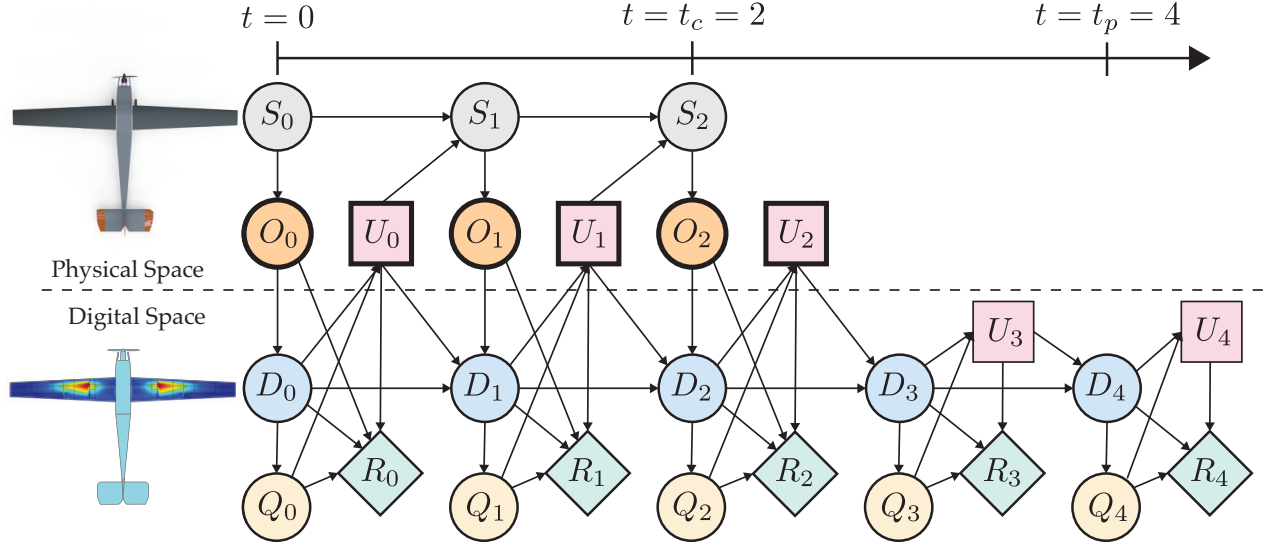 t = 0
t = t_c = 2
t = t_p = 4
S_0
S_1
S_2
O_0
U_0
O_1
U_1
O_2
U_2
Physical Space
Digital Space
U_3
U_4
D_0
D_1
D_2
D_3
D_4
R_0
R_1
R_2
R_3
R_4
Q_0
Q_1
Q_2
Q_3
Q_4